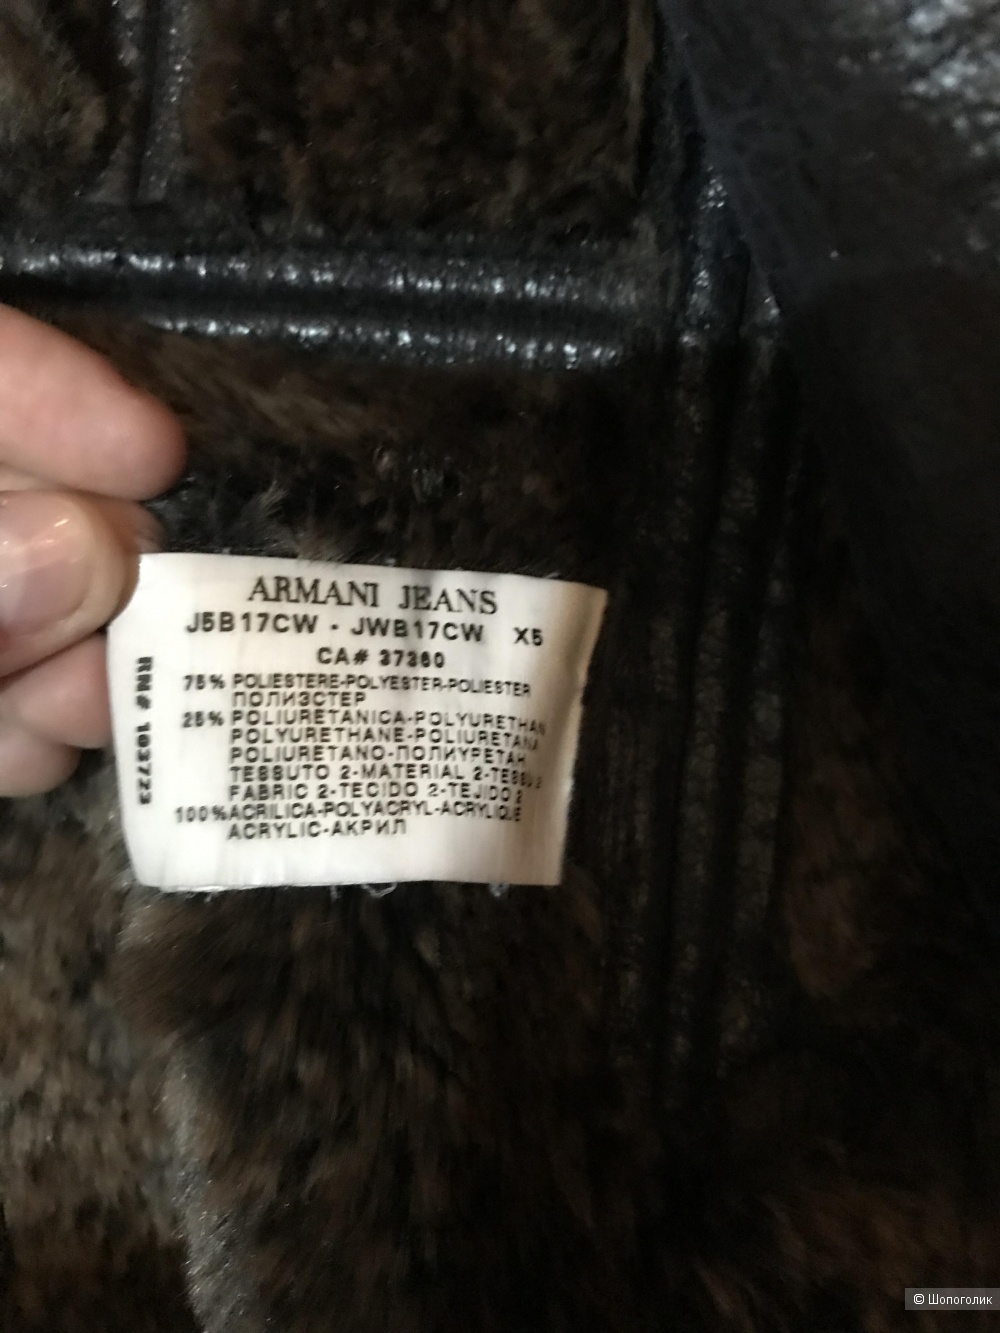 ARMANI JEANS
J5B17CW - JWB17CW X5
CA# 37360
RN# 103723
75% POLIESTERE-POLYESTER-POLIESTER
ПОЛИЭСТЕР
25% POLIURETANICA-POLYURETHAN
POLYURETHANE-POLIURETANA
POLIURETANO-ПОЛИУРЕТАН
TESSUTO 2-MATERIAL 2-TESSU 2
FABRIC 2-TECIDO 2-TEJIDO 2
100%ACRILICA-POLYACRYL-ACRYLIQUE
ACRYLIC-АКРИЛ
© Шопоголик